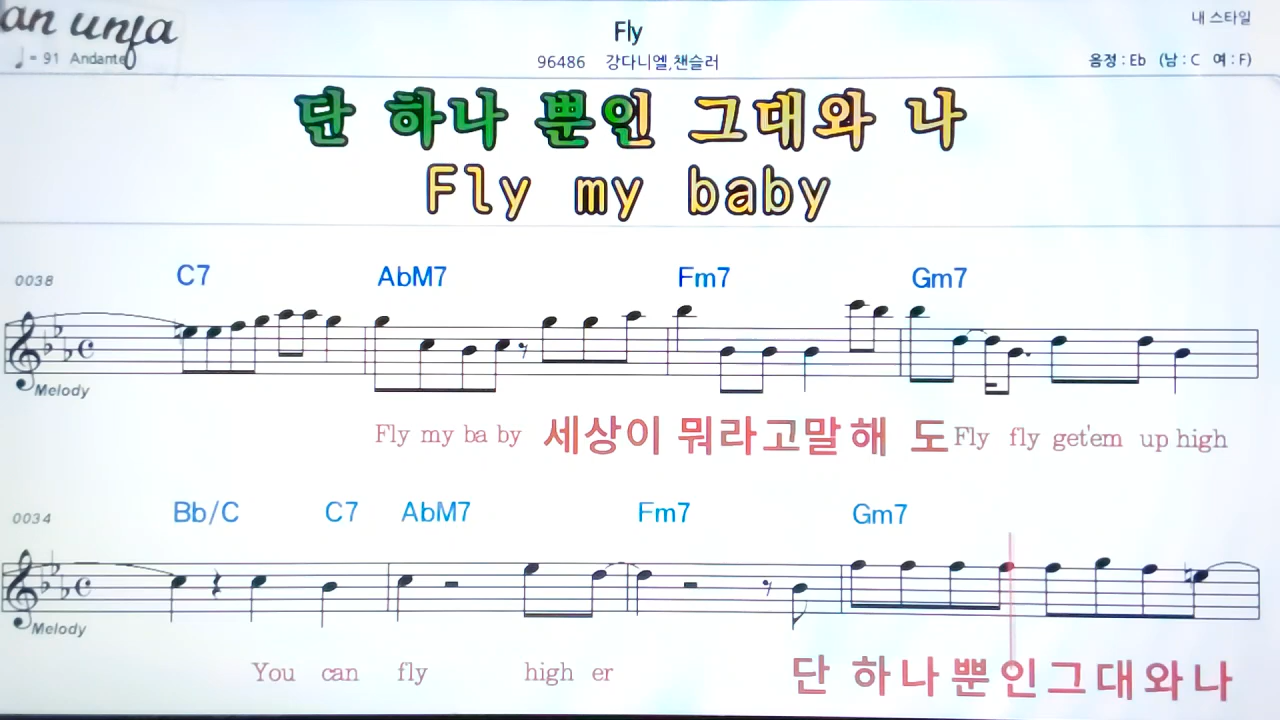 an unfa
내 스타일
Fly
♩= 91 Andante
96486 강다니엘,챈슬러
음정 : Eb (남 : C 여 : F)
단 하나 뿐인 그대와 나
Fly my baby
0038
C7 AbM7 Fm7 Gm7
Melody
Fly my ba by 세상이 뭐라고말해 도 Fly fly get'em up high
0034
Bb/C C7 AbM7 Fm7 Gm7
Melody
You can fly high er 단 하나뿐인그대와나